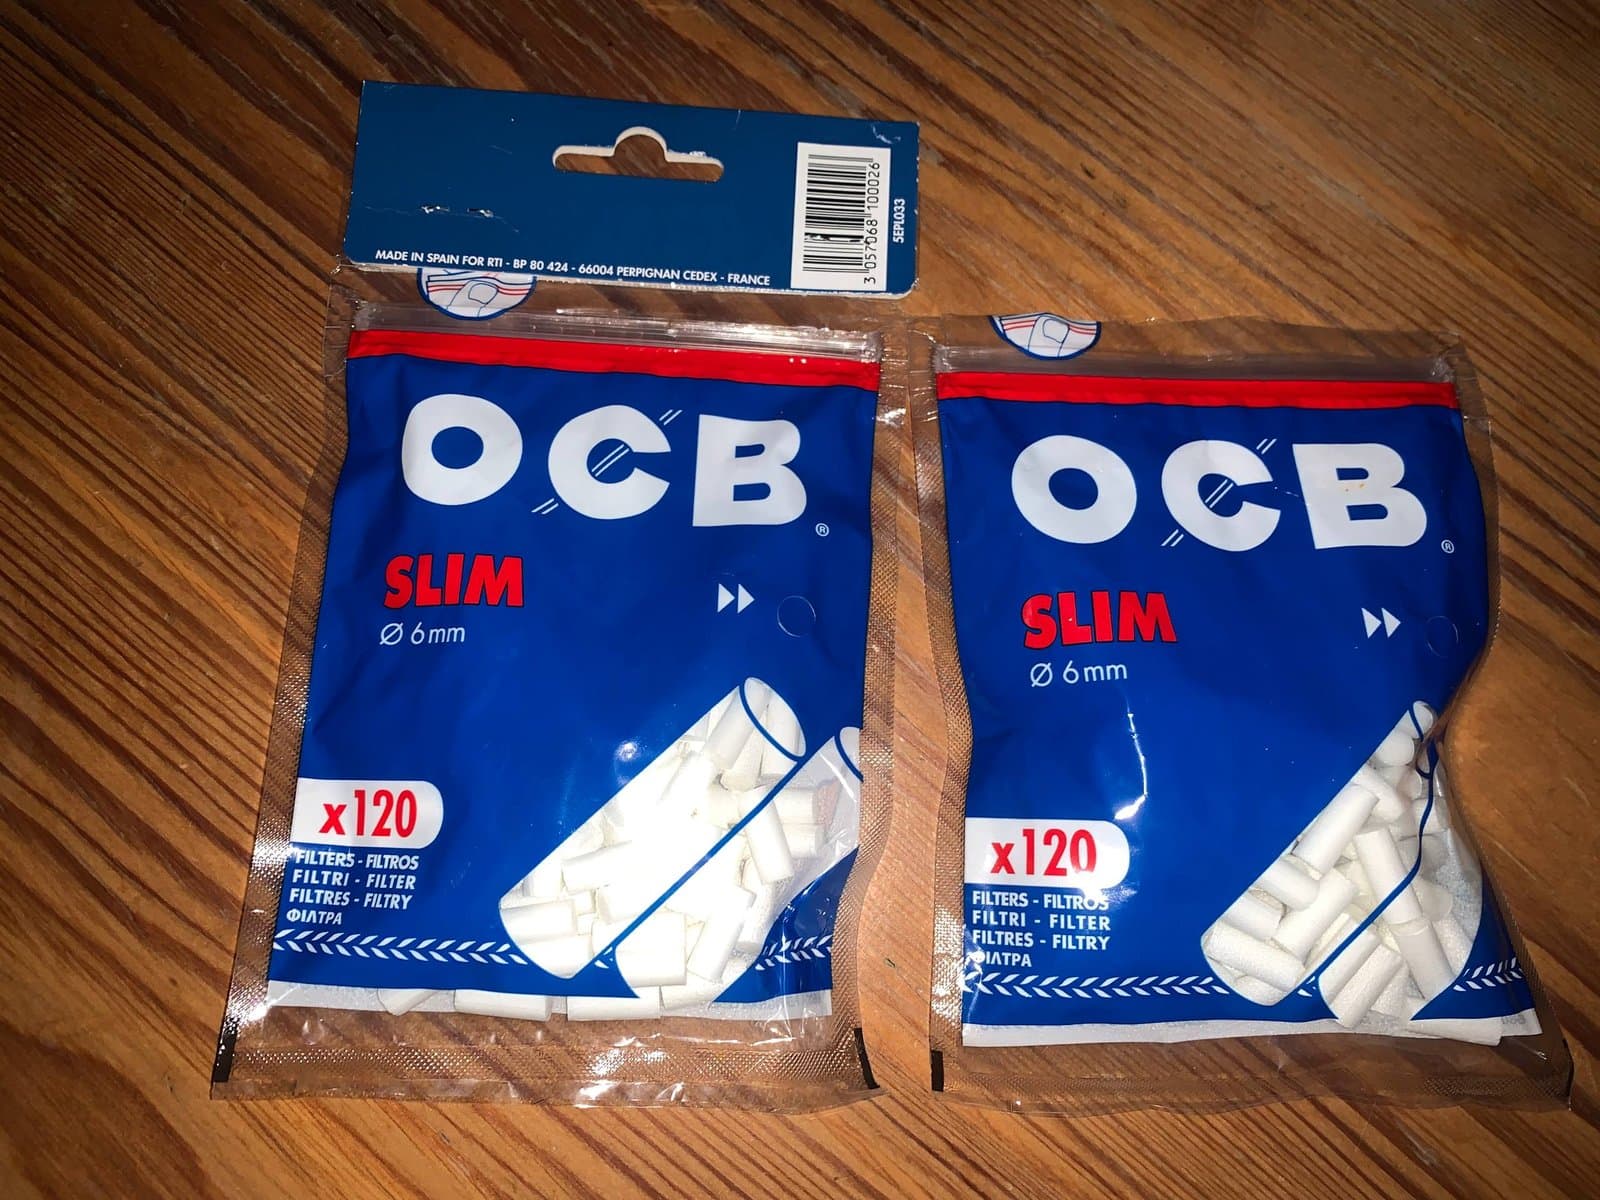 MADE IN SPAIN FOR RTI - BP 80 424 - 66004 PERPIGNAN CEDEX - FRANCE
3 057068 100026
5EPL033
OCB®
SLIM
Ø 6mm
x120
FILTERS - FILTROS
FILTRI - FILTER
FILTRES - FILTRY
ΦΙΛΤΡΑ
OCB®
SLIM
Ø 6mm
x120
FILTERS - FILTROS
FILTRI - FILTER
FILTRES - FILTRY
ΦΙΛΤΡΑ